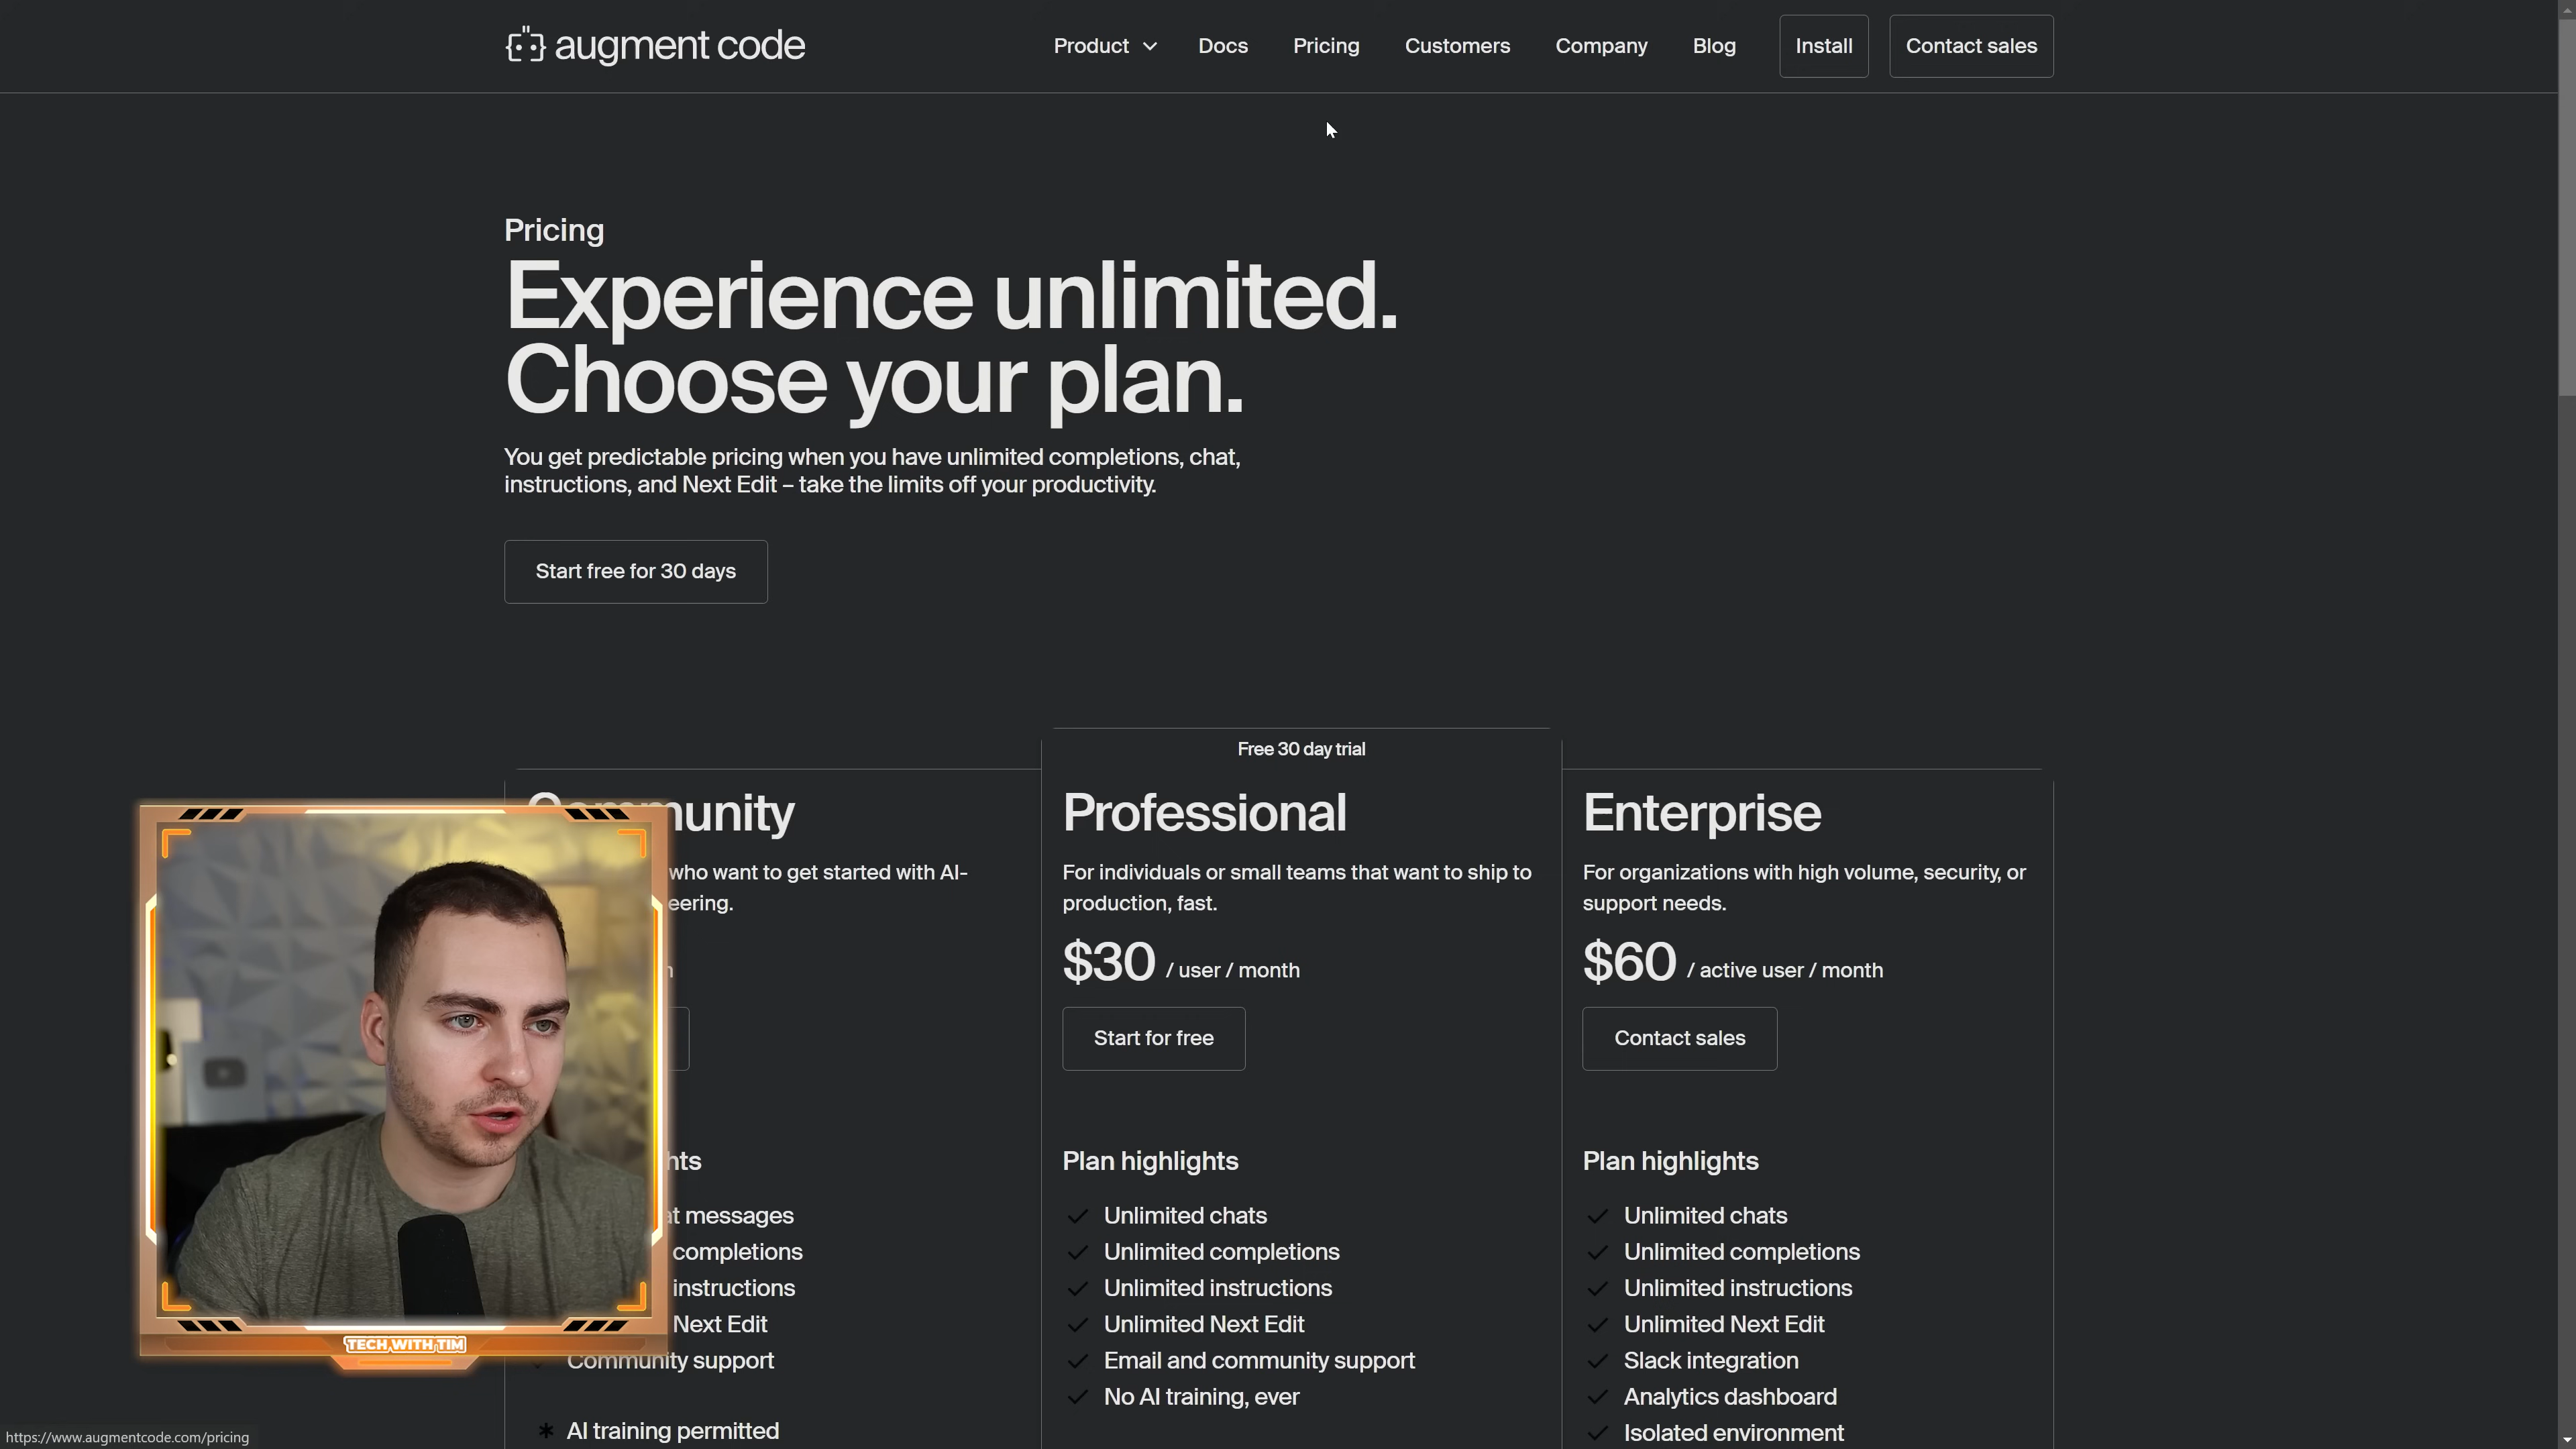 augment code
Product
Docs
Pricing
Customers
Company
Blog
Install
Contact sales
Pricing
Experience unlimited.
Choose your plan.
You get predictable pricing when you have unlimited completions, chat,
instructions, and Next Edit – take the limits off your productivity.
Start free for 30 days
who want to get started with AI-
Free 30 day trial
Professional
For individuals or small teams that want to ship to
production, fast.
$30 / user / month
Start for free
Plan highlights
Unlimited chats
Unlimited completions
Unlimited instructions
Unlimited Next Edit
Email and community support
No AI training, ever
Enterprise
For organizations with high volume, security, or
support needs.
$60 / active user / month
Contact sales
Plan highlights
Unlimited chats
Unlimited completions
Unlimited instructions
Unlimited Next Edit
Slack integration
Analytics dashboard
Isolated environment
messages
completions
instructions
Next Edit
Community support
* AI training permitted
TECH WITH TIM
https://www.augmentcode.com/pricing